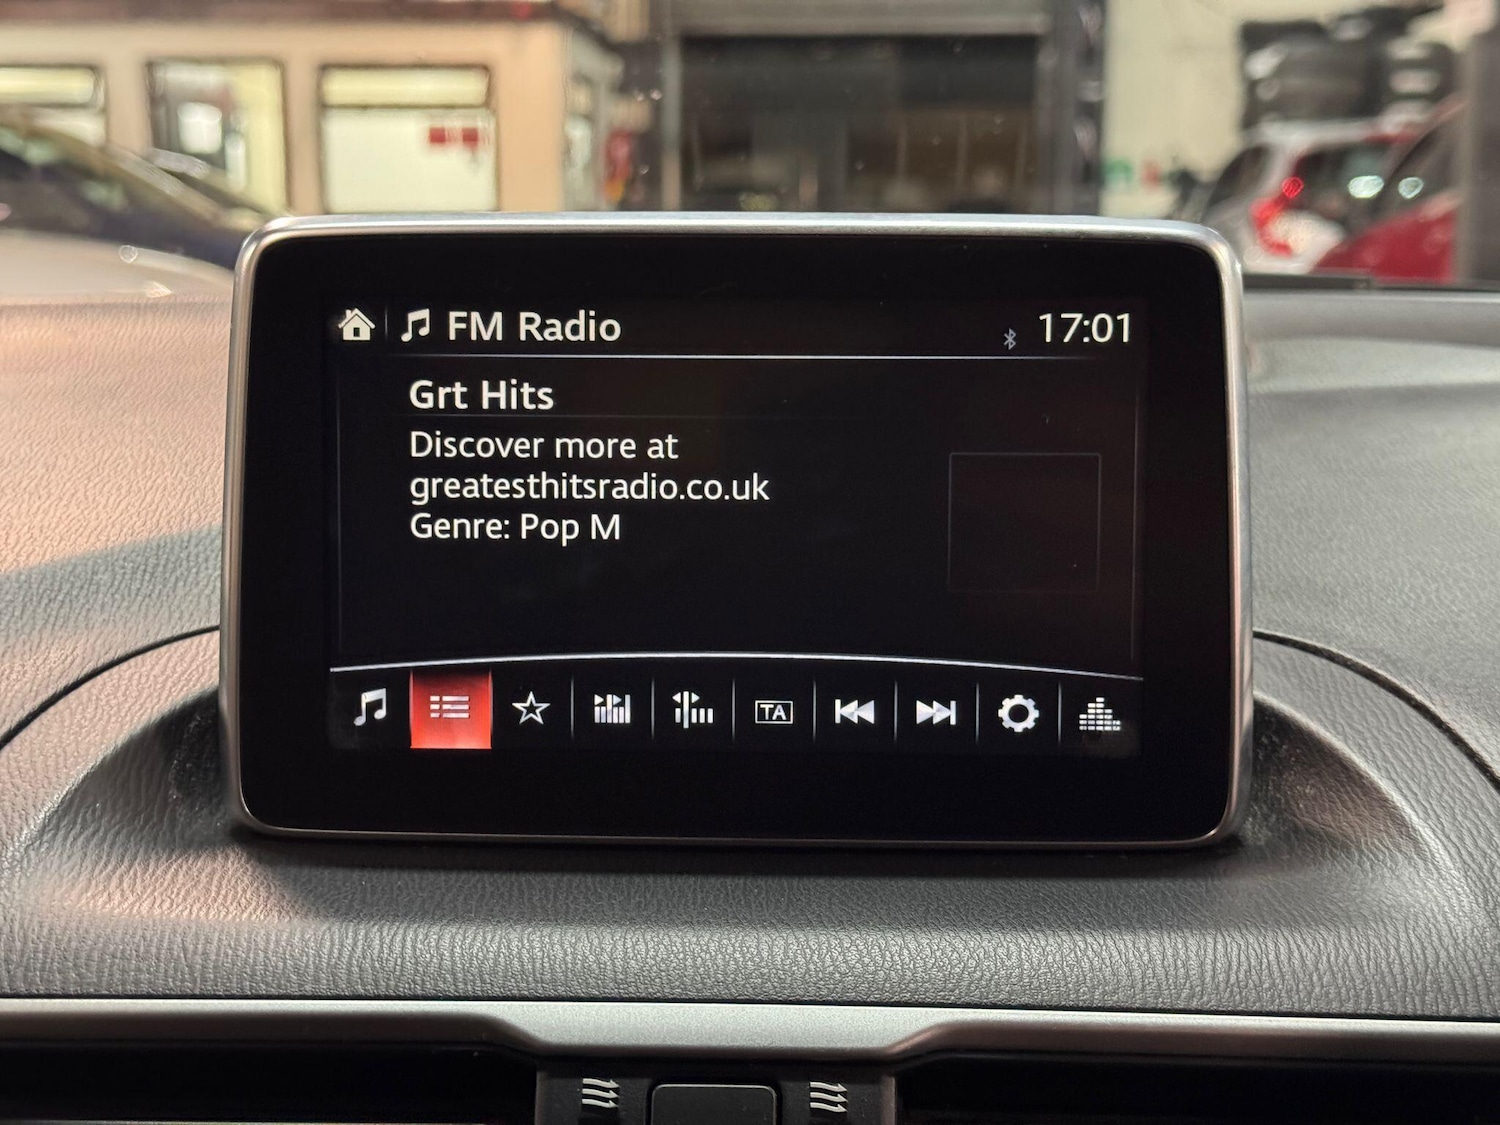 FM Radio
17:01
Grt Hits
Discover more at
greatesthitsradio.co.uk
Genre: Pop M
TA